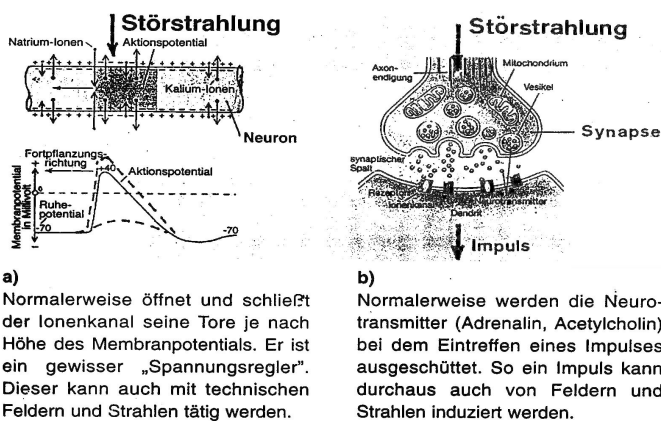 Störstrahlung
Natrium-Ionen
Aktionspotential
Kalium-Ionen
Neuron
Fortpflanzungs-
richtung
Aktionspotential
+40
Membranpotential
in Millivolt
+
0
−
Ruhe-
potential
-70
-70
a)
Normalerweise öffnet und schließt
der Ionenkanal seine Tore je nach
Höhe des Membranpotentials. Er ist
ein gewisser „Spannungsregler".
Dieser kann auch mit technischen
Feldern und Strahlen tätig werden.
b)
Störstrahlung
Axon-
endigung
Mitochondrium
Vesikel
Synapse
synaptischer
Spalt
Rezeptor
Ionenkanal
Neurotransmitter
Dendrit
Impuls
b)
Normalerweise werden die Neuro-
transmitter (Adrenalin, Acetylcholin)
bei dem Eintreffen eines Impulses
ausgeschüttet. So ein Impuls kann
durchaus auch von Feldern und
Strahlen induziert werden.